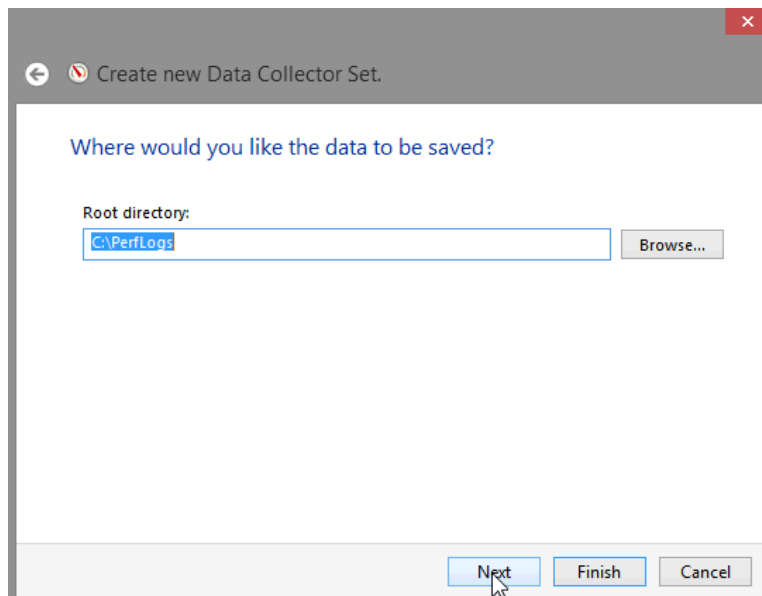 Create new Data Collector Set.
Where would you like the data to be saved?
Root directory:
C:\PerfLogs
Browse...
Next Finish Cancel